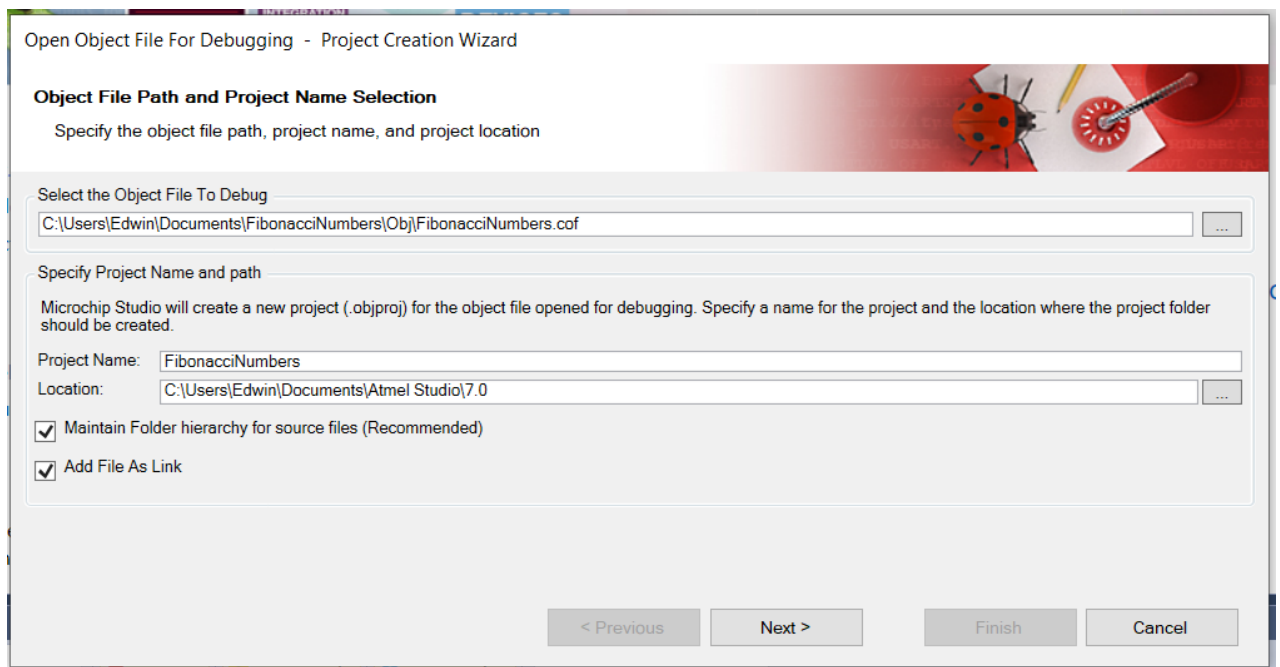 INTEGRATION
Open Object File For Debugging - Project Creation Wizard
Object File Path and Project Name Selection
Specify the object file path, project name, and project location
Select the Object File To Debug
C:\Users\Edwin\Documents\FibonacciNumbers\Obj\FibonacciNumbers.cof
...
Specify Project Name and path
Microchip Studio will create a new project (.objproj) for the object file opened for debugging. Specify a name for the project and the location where the project folder
should be created.
Project Name: FibonacciNumbers
Location: C:\Users\Edwin\Documents\Atmel Studio\7.0
...
Maintain Folder hierarchy for source files (Recommended)
Add File As Link
< Previous Next > Finish Cancel